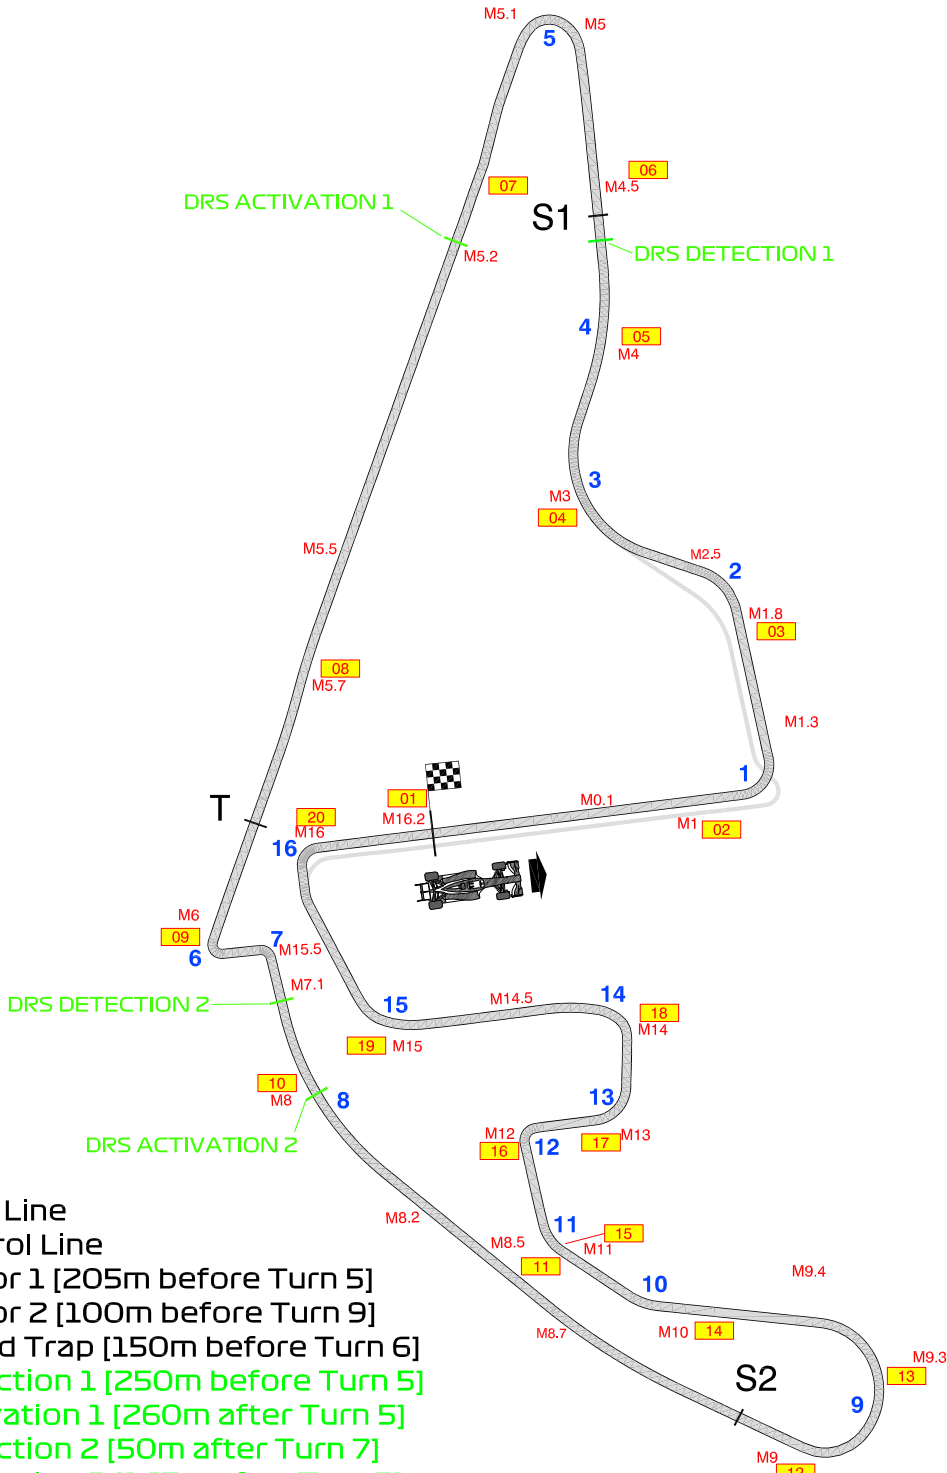 M5.1
M5
5
06
M4.5
07
DRS ACTIVATION 1
S1
M5.2
DRS DETECTION 1
4
05
M4
3
M3
04
M2.5
2
M5.5
M1.8
03
08
M5.7
M1.3
1
T
01
M0.1
20
M16.2
M1
02
M16
16
M6
09
7
6
M15.5
M7.1
DRS DETECTION 2
15
M14.5
14
18
M14
19
M15
10
M8
8
13
DRS ACTIVATION 2
M12
16
12
17
M13
M8.2
11
15
M8.5
M11
11
M9.4
10
M8.7
M10
14
M9.3
13
S2
9
M9
12
Line
rol Line
or 1 [205m before Turn 5]
or 2 [100m before Turn 9]
d Trap [150m before Turn 6]
ction 1 [250m before Turn 5]
vation 1 [260m after Turn 5]
ction 2 [50m after Turn 7]